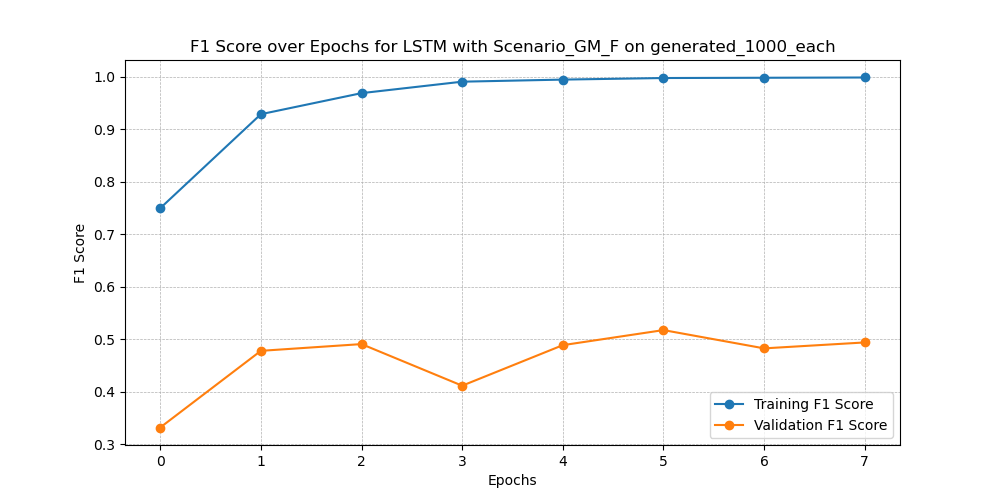 F1 Score over Epochs for LSTM with Scenario_GM_F on generated_1000_each
F1 Score
1.0
0.9
0.8
0.7
0.6
0.5
0.4
0.3
Training F1 Score
Validation F1 Score
0 1 2 3 4 5 6 7
Epochs